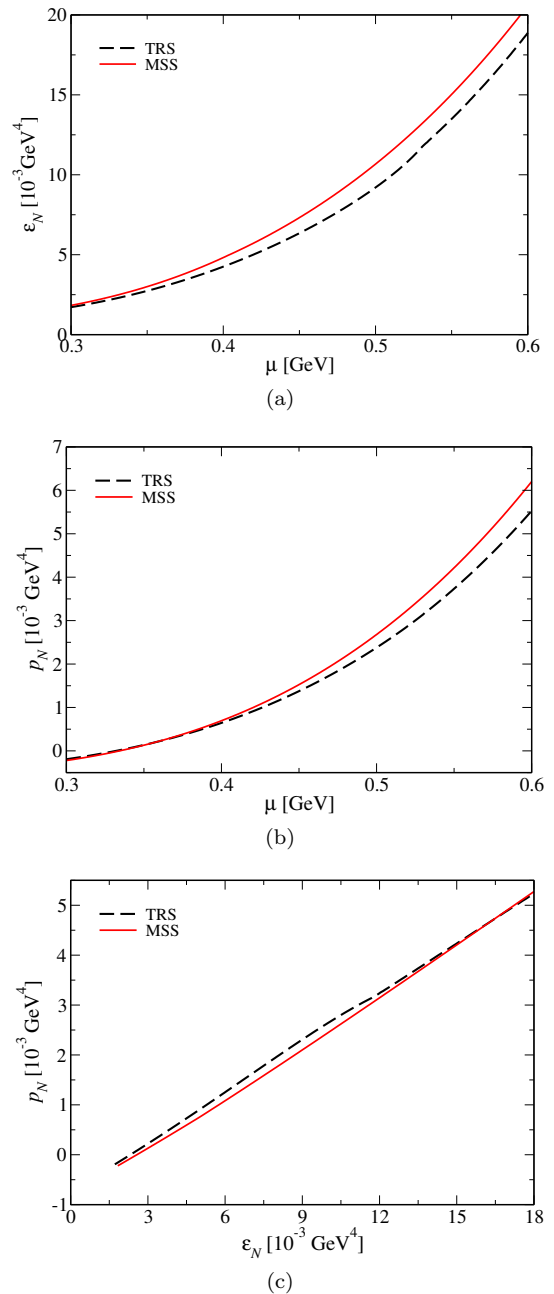 20
15
10
5
0
ε_N [10^-3 GeV^4]
TRS
MSS
0.3
0.4
0.5
0.6
μ [GeV]
(a)
7
6
5
4
3
2
1
0
p_N [10^-3 GeV^4]
TRS
MSS
0.3
0.4
0.5
0.6
μ [GeV]
(b)
5
4
3
2
1
0
-1
p_N [10^-3 GeV^4]
TRS
MSS
0
3
6
9
12
15
18
ε_N [10^-3 GeV^4]
(c)